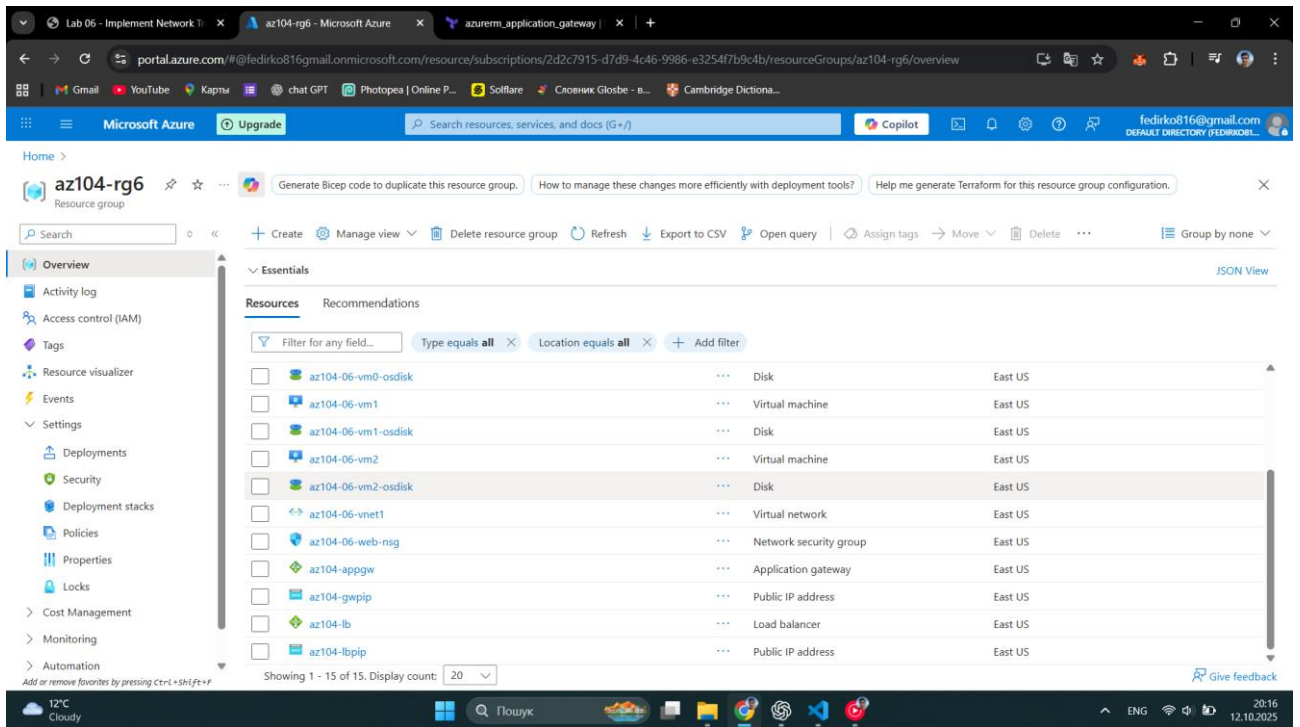 Lab 06 - Implement Network Tr
az104-rg6 - Microsoft Azure
azurerm_application_gateway |
portal.azure.com/#@fedirko816gmail.onmicrosoft.com/resource/subscriptions/2d2c7915-d7d9-4c46-9986-e3254f7b9c4b/resourceGroups/az104-rg6/overview
Gmail YouTube Карты chat GPT Photopea | Online P... Solflare Словник Glosbe - в... Cambridge Dictiona...
Microsoft Azure Upgrade Search resources, services, and docs (G+/) Copilot fedirko816@gmail.com
DEFAULT DIRECTORY (FEDIRKO81...
Home >
az104-rg6 Generate Bicep code to duplicate this resource group. How to manage these changes more efficiently with deployment tools? Help me generate Terraform for this resource group configuration.
Resource group
Search Create Manage view Delete resource group Refresh Export to CSV Open query Assign tags Move Delete ... Group by none
Overview
Activity log
Access control (IAM)
Tags
Resource visualizer
Events
Settings
Deployments
Security
Deployment stacks
Policies
Properties
Locks
Cost Management
Monitoring
Automation
Add or remove favorites by pressing Ctrl+Shift+F
Essentials JSON View
Resources Recommendations
Filter for any field... Type equals all Location equals all Add filter
az104-06-vm0-osdisk ... Disk East US
az104-06-vm1 ... Virtual machine East US
az104-06-vm1-osdisk ... Disk East US
az104-06-vm2 ... Virtual machine East US
az104-06-vm2-osdisk ... Disk East US
az104-06-vnet1 ... Virtual network East US
az104-06-web-nsg ... Network security group East US
az104-appgw ... Application gateway East US
az104-gwpip ... Public IP address East US
az104-lb ... Load balancer East US
az104-lbpip ... Public IP address East US
Showing 1 - 15 of 15. Display count: 20 Give feedback
12°C
Cloudy
Пошук
ENG
20:16
12.10.2025